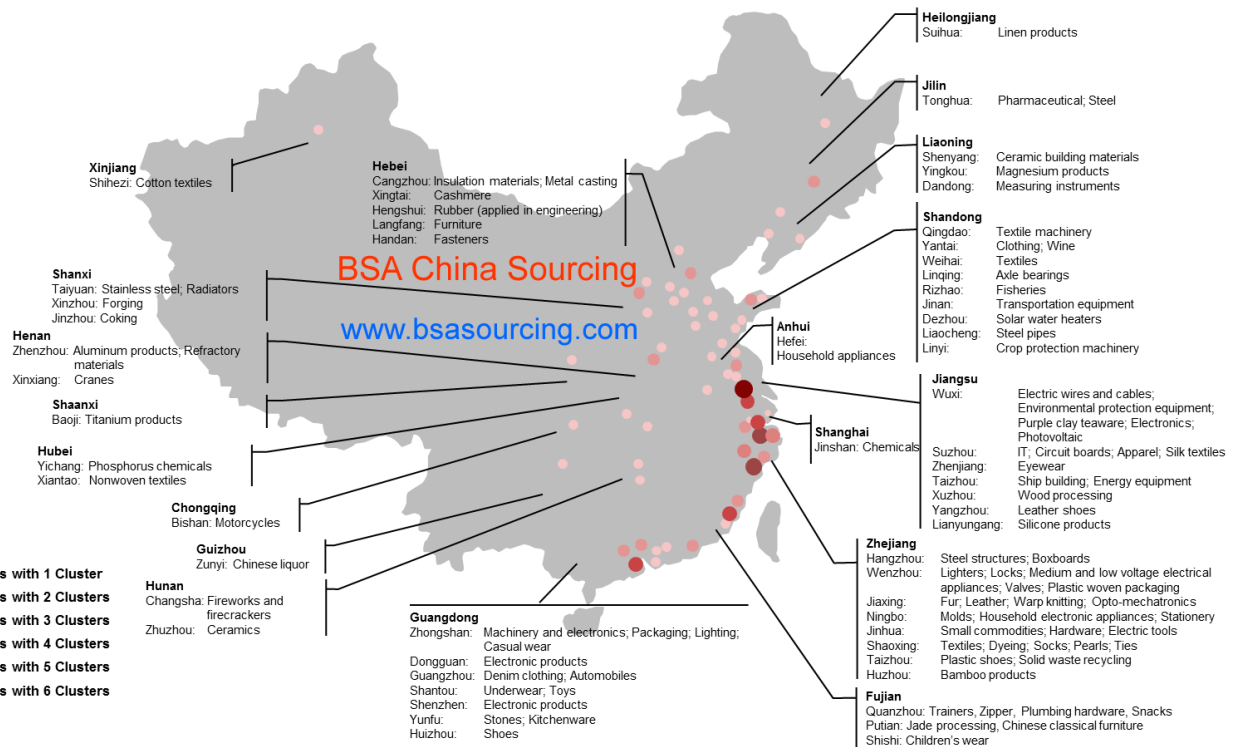 Heilongjiang
Suihua: Linen products
Jilin
Tonghua: Pharmaceutical; Steel
Liaoning
Shenyang: Ceramic building materials
Yingkou: Magnesium products
Dandong: Measuring instruments
Xinjiang
Shihezi: Cotton textiles
Hebei
Cangzhou: Insulation materials; Metal casting
Xingtai: Cashmere
Hengshui: Rubber (applied in engineering)
Langfang: Furniture
Handan: Fasteners
Shandong
Qingdao: Textile machinery
Yantai: Clothing; Wine
Weihai: Textiles
Linqing: Axle bearings
Rizhao: Fisheries
Jinan: Transportation equipment
Dezhou: Solar water heaters
Liaocheng: Steel pipes
Linyi: Crop protection machinery
BSA China Sourcing
www.bsasourcing.com
Shanxi
Taiyuan: Stainless steel; Radiators
Xinzhou: Forging
Jinzhou: Coking
Henan
Zhenzhou: Aluminum products; Refractory
materials
Xinxiang: Cranes
Anhui
Hefei:
Household appliances
Shaanxi
Baoji: Titanium products
Jiangsu
Wuxi: Electric wires and cables;
Environmental protection equipment;
Purple clay teaware; Electronics;
Photovoltaic
Suzhou: IT; Circuit boards; Apparel; Silk textiles
Zhenjiang: Eyewear
Taizhou: Ship building; Energy equipment
Xuzhou: Wood processing
Yangzhou: Leather shoes
Lianyungang: Silicone products
Shanghai
Jinshan: Chemicals
Hubei
Yichang: Phosphorus chemicals
Xiantao: Nonwoven textiles
Chongqing
Bishan: Motorcycles
Guizhou
Zunyi: Chinese liquor
Hunan
Changsha: Fireworks and
firecrackers
Zhuzhou: Ceramics
s with 1 Cluster
s with 2 Clusters
s with 3 Clusters
s with 4 Clusters
s with 5 Clusters
s with 6 Clusters
Guangdong
Zhongshan: Machinery and electronics; Packaging; Lighting;
Casual wear
Dongguan: Electronic products
Guangzhou: Denim clothing; Automobiles
Shantou: Underwear; Toys
Shenzhen: Electronic products
Yunfu: Stones; Kitchenware
Huizhou: Shoes
Zhejiang
Hangzhou: Steel structures; Boxboards
Wenzhou: Lighters; Locks; Medium and low voltage electrical
appliances; Valves; Plastic woven packaging
Jiaxing: Fur; Leather; Warp knitting; Opto-mechatronics
Ningbo: Molds; Household electronic appliances; Stationery
Jinhua: Small commodities; Hardware; Electric tools
Shaoxing: Textiles; Dyeing; Socks; Pearls; Ties
Taizhou: Plastic shoes; Solid waste recycling
Huzhou: Bamboo products
Fujian
Quanzhou: Trainers, Zipper, Plumbing hardware, Snacks
Putian: Jade processing, Chinese classical furniture
Shishi: Children's wear